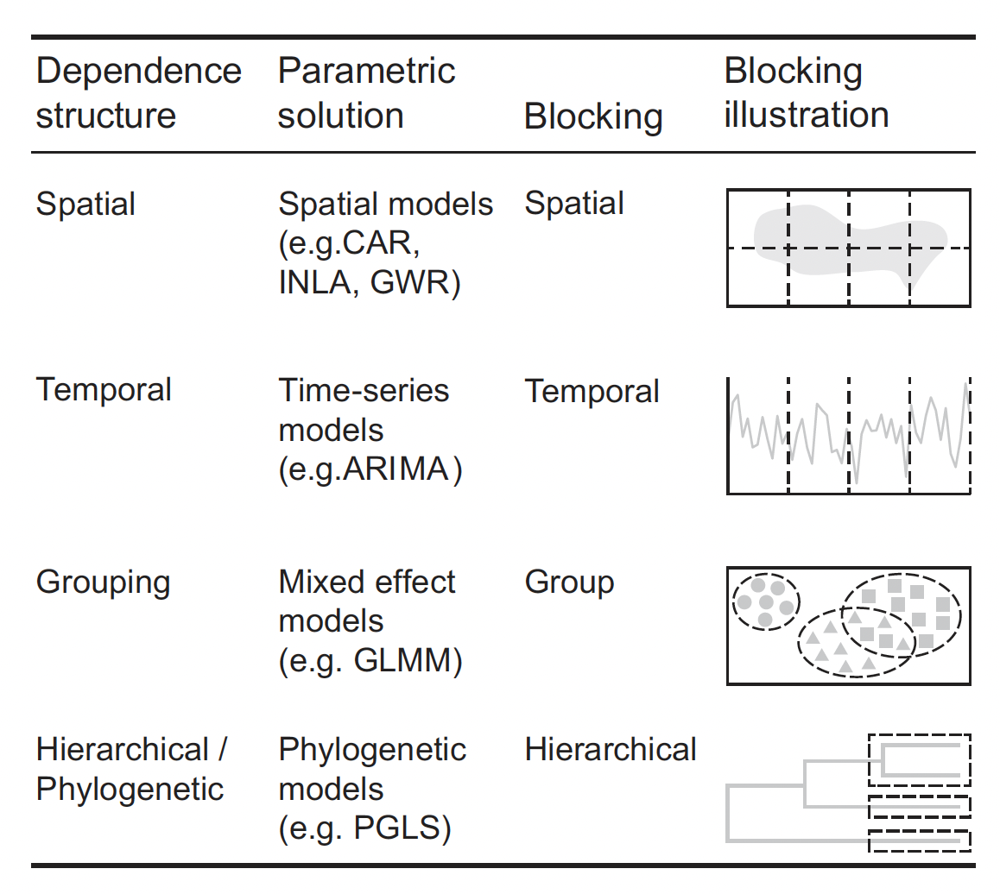 Dependence structure
Parametric solution
Blocking
Blocking illustration
Spatial
Spatial models
(e.g.CAR,
INLA, GWR)
Spatial
Temporal
Time-series
models
(e.g.ARIMA)
Temporal
Grouping
Mixed effect
models
(e.g. GLMM)
Group
Hierarchical /
Phylogenetic
Phylogenetic
models
(e.g. PGLS)
Hierarchical